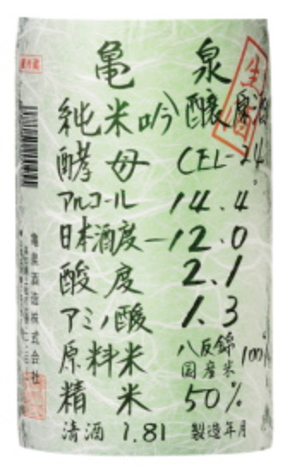 亀泉
純米吟醸原酒
生
酵母 CEL-24
アルコール 14.4°
日本酒度 -12.0
酸度 2.1
アミノ酸 1.3
原料米 八反錦 国産米 100%
精米 50%
清酒 1.8l 製造年月
亀泉酒造株式会社